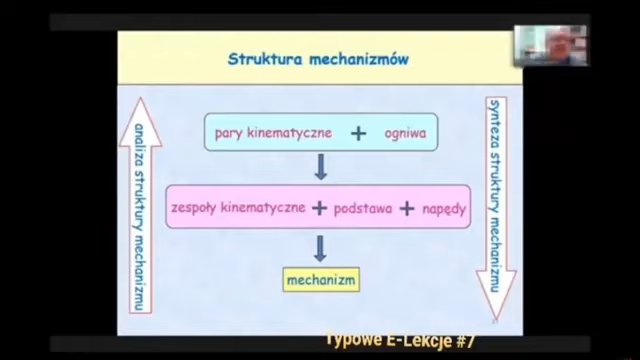 Struktura mechanizmów
analiza struktury mechanizmu
pary kinematyczne + ogniwa
zespoły kinematyczne + podstawa + napędy
mechanizm
synteza struktury mechanizmu
Typowe E-Lekcje #7